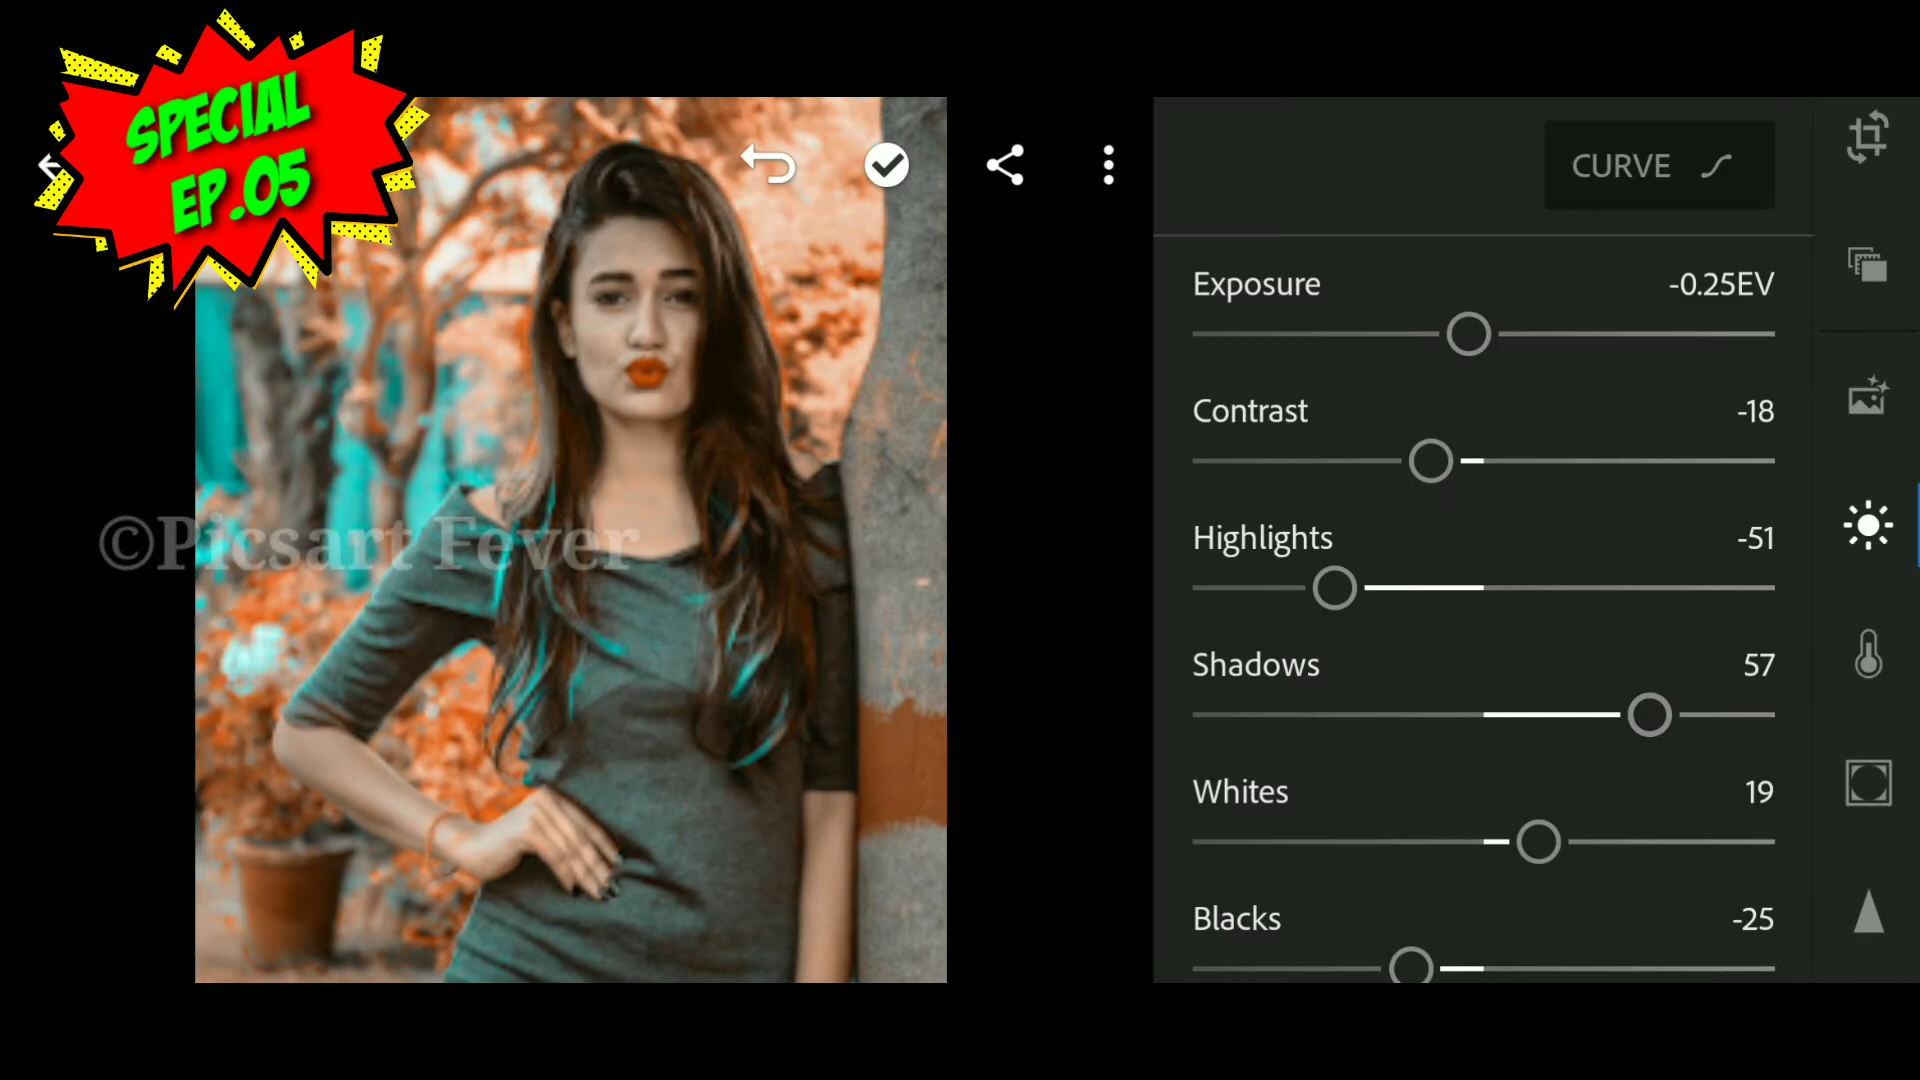 SPECIAL
EP.05
CURVE
Exposure -0.25EV
Contrast -18
Highlights -51
©Picsart Fever
Shadows 57
Whites 19
Blacks -25